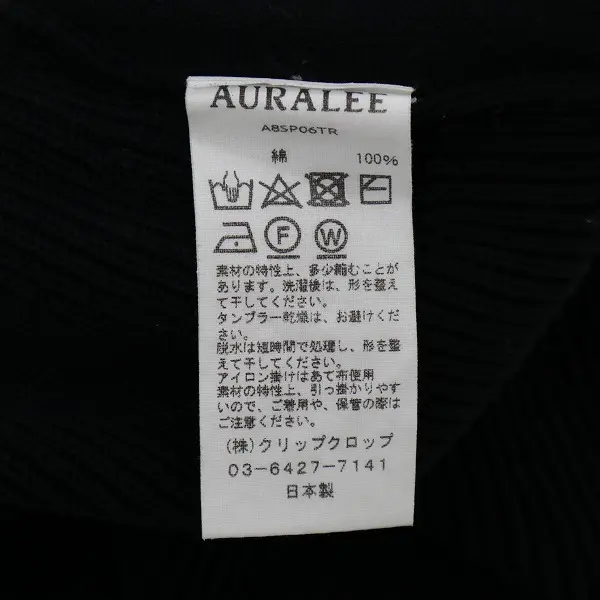 AURALEE
A8SP06TR
綿 100%
F W
素材の特性上、多少縮むことが
あります。洗濯後は、形を整え
て干してください。
タンブラー乾燥は、お避けくだ
さい。
脱水は短時間で処理し、形を整
えて干してください。
アイロン掛けはあて布使用
素材の特性上、引っ掛かりやす
いので、ご着用や、保管の際は
ご注意ください。
(株)クリップクロップ
03-6427-7141
日本製